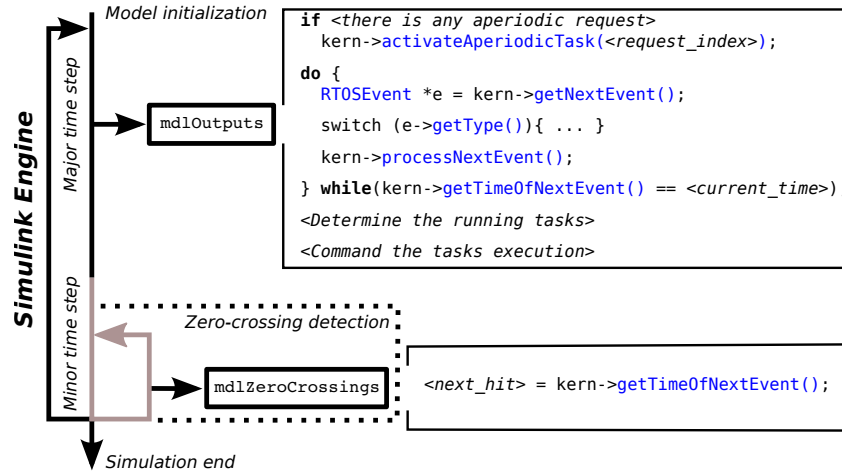 Model initialization
Simulink Engine
Major time step
mdlOutputs
if <there is any aperiodic request>
kern->activateAperiodicTask(<request_index>);
do {
RTOSEvent *e = kern->getNextEvent();
switch (e->getType()){ ... }
kern->processNextEvent();
} while(kern->getTimeOfNextEvent() == <current_time>)
<Determine the running tasks>
<Command the tasks execution>
Minor time step
Zero-crossing detection
mdlZeroCrossings
<next_hit> = kern->getTimeOfNextEvent();
Simulation end